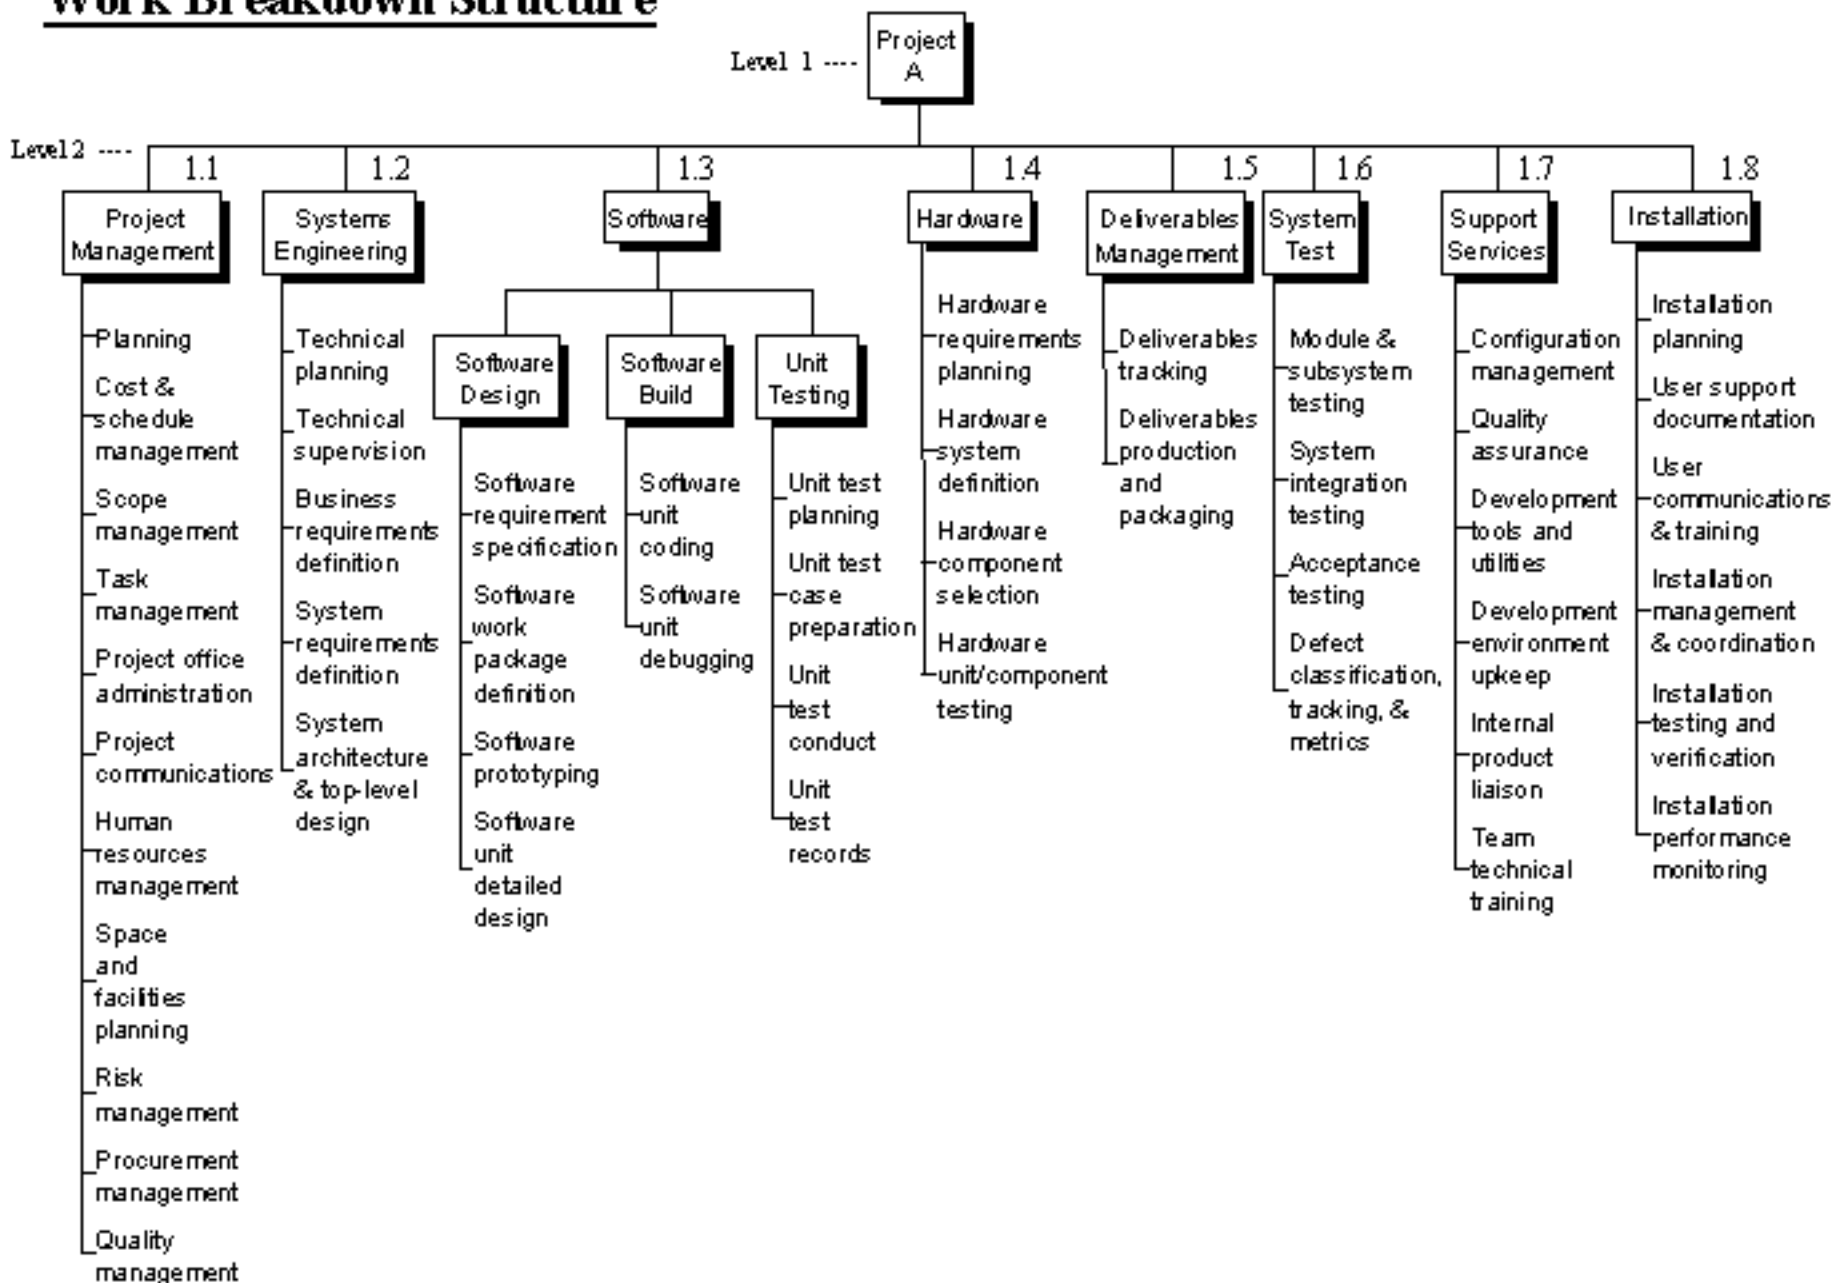 Work Breakdown Structure
Project
A
Level 1 ----
Level 2 ----
1.1
1.2
1.3
1.4
1.5
1.6
1.7
1.8
Project
Management
Planning
Cost &
schedule
management
Scope
management
Task
management
Project office
administration
Project
communications
Human
resources
management
Space
and
facilities
planning
Risk
management
Procurement
management
Quality
management
Systems
Engineering
Technical
planning
Technical
supervision
Business
requirements
definition
System
requirements
definition
System
architecture
& top-level
design
Software
Software
Design
Software
requirement
specification
Software
work
package
definition
Software
prototyping
Software
unit
detailed
design
Software
Build
Software
unit
coding
Software
unit
debugging
Unit
Testing
Unit test
planning
Unit test
case
preparation
Unit
test
conduct
Unit
test
records
Hardware
Hardware
requirements
planning
Hardware
system
definition
Hardware
component
selection
Hardware
unit/component
testing
Deliverables
Management
Deliverables
tracking
Deliverables
production
and
packaging
System
Test
Module &
subsystem
testing
System
integration
testing
Acceptance
testing
Defect
classification,
tracking, &
metrics
Support
Services
Configuration
management
Quality
assurance
Development
tools and
utilities
Development
environment
upkeep
Internal
product
liaison
Team
technical
training
Installation
Installation
planning
User support
documentation
User
communications
& training
Installation
management
& coordination
Installation
testing and
verification
Installation
performance
monitoring